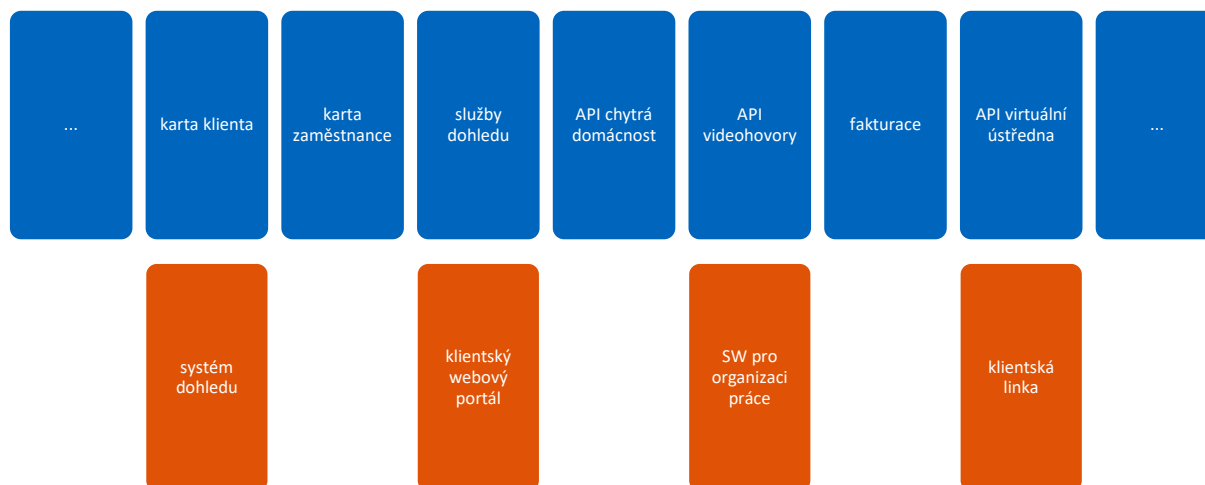 ...
karta klienta
karta
zaměstnance
služby
dohledu
API chytrá
domácnost
API
videohovory
fakturace
API virtuální
ústředna
...
systém
dohledu
klientský
webový
portál
SW pro
organizaci
práce
klientská
linka